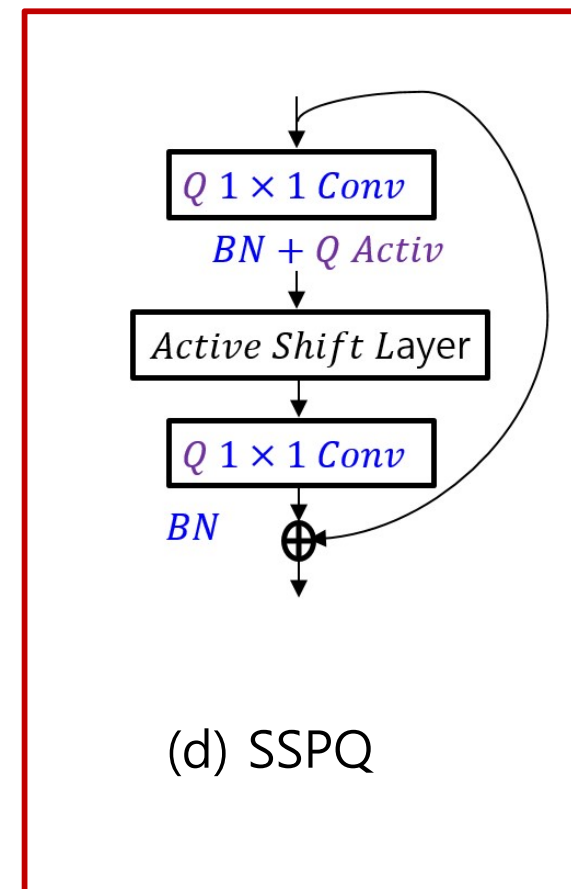 Q 1 × 1 Conv
BN + Q Activ
Active Shift Layer
Q 1 × 1 Conv
BN
(d) SSPQ